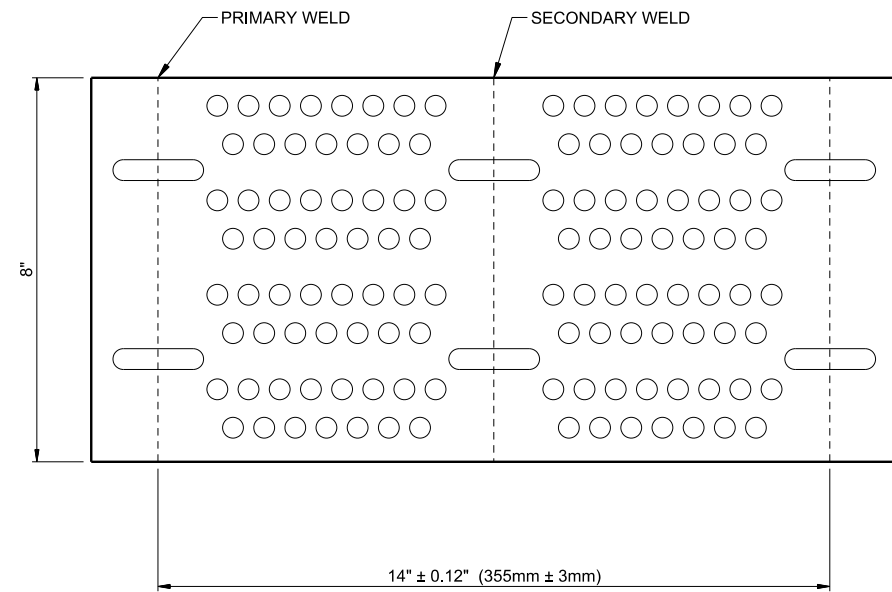 PRIMARY WELD
SECONDARY WELD
8"
14" ± 0.12" (355mm ± 3mm)